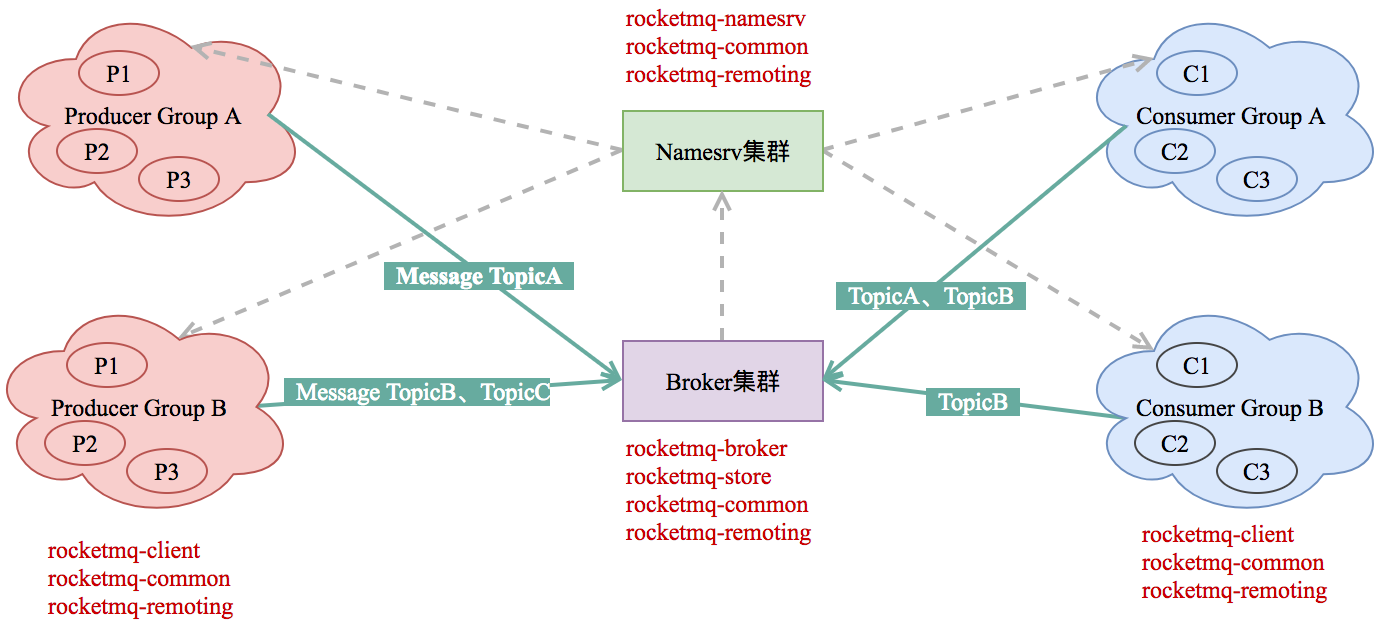 rocketmq-namesrv
rocketmq-common
rocketmq-remoting
P1
Producer Group A
P2
P3
Namesrv集群
C1
Consumer Group A
C2
C3
Message TopicA
TopicA、TopicB
P1
Producer Group B
P2
P3
Message TopicB、TopicC
Broker集群
TopicB
C1
Consumer Group B
C2
C3
rocketmq-broker
rocketmq-store
rocketmq-common
rocketmq-remoting
rocketmq-client
rocketmq-common
rocketmq-remoting
rocketmq-client
rocketmq-common
rocketmq-remoting